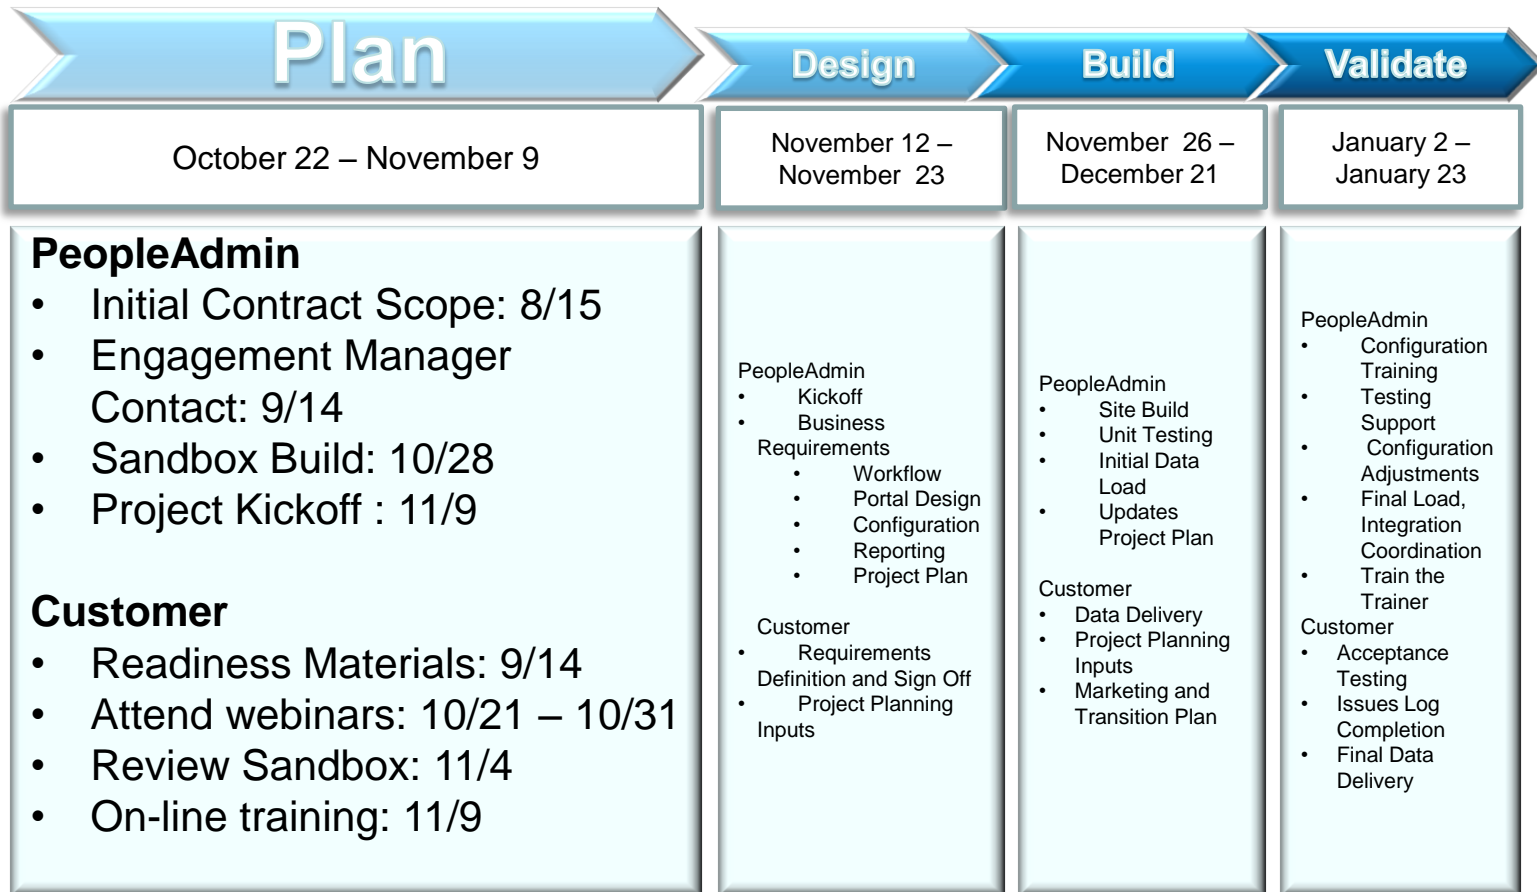 Plan
Design
Build
Validate
October 22 – November 9
November 12 –
November 23
November 26 –
December 21
January 2 –
January 23
PeopleAdmin
• Initial Contract Scope: 8/15
• Engagement Manager
Contact: 9/14
• Sandbox Build: 10/28
• Project Kickoff : 11/9
Customer
• Readiness Materials: 9/14
• Attend webinars: 10/21 – 10/31
• Review Sandbox: 11/4
• On-line training: 11/9
PeopleAdmin
• Kickoff
• Business
Requirements
• Workflow
• Portal Design
• Configuration
• Reporting
• Project Plan
Customer
• Requirements
Definition and Sign Off
• Project Planning
Inputs
PeopleAdmin
• Site Build
• Unit Testing
• Initial Data
Load
• Updates
Project Plan
Customer
• Data Delivery
• Project Planning
Inputs
• Marketing and
Transition Plan
PeopleAdmin
• Configuration
Training
• Testing
Support
• Configuration
Adjustments
• Final Load,
Integration
Coordination
• Train the
Trainer
Customer
• Acceptance
Testing
• Issues Log
Completion
• Final Data
Delivery